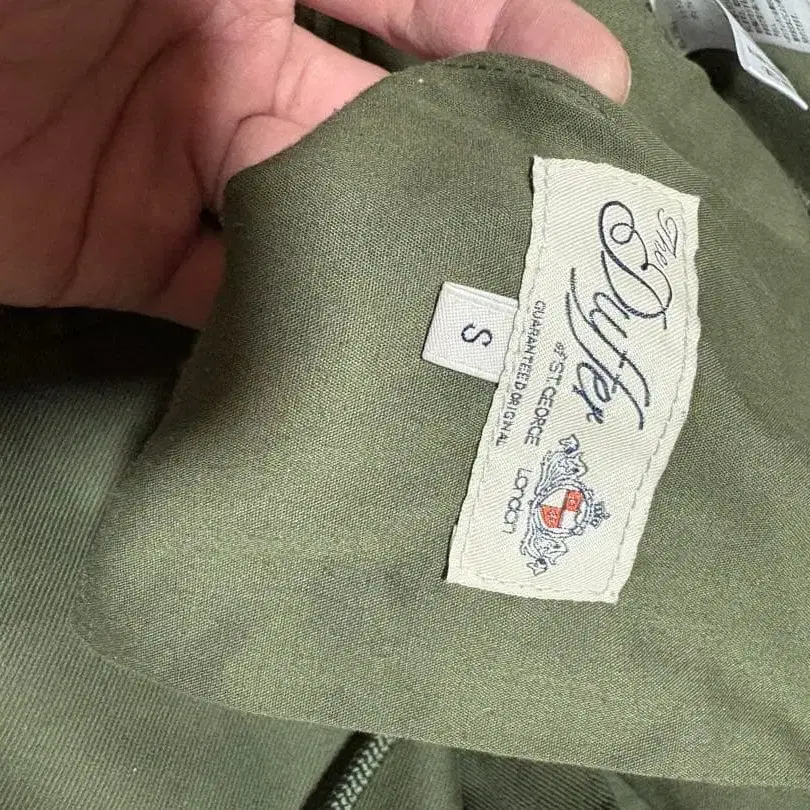 The
Duffer
of ST. GEORGE
GUARANTEED ORIGINAL
London
S